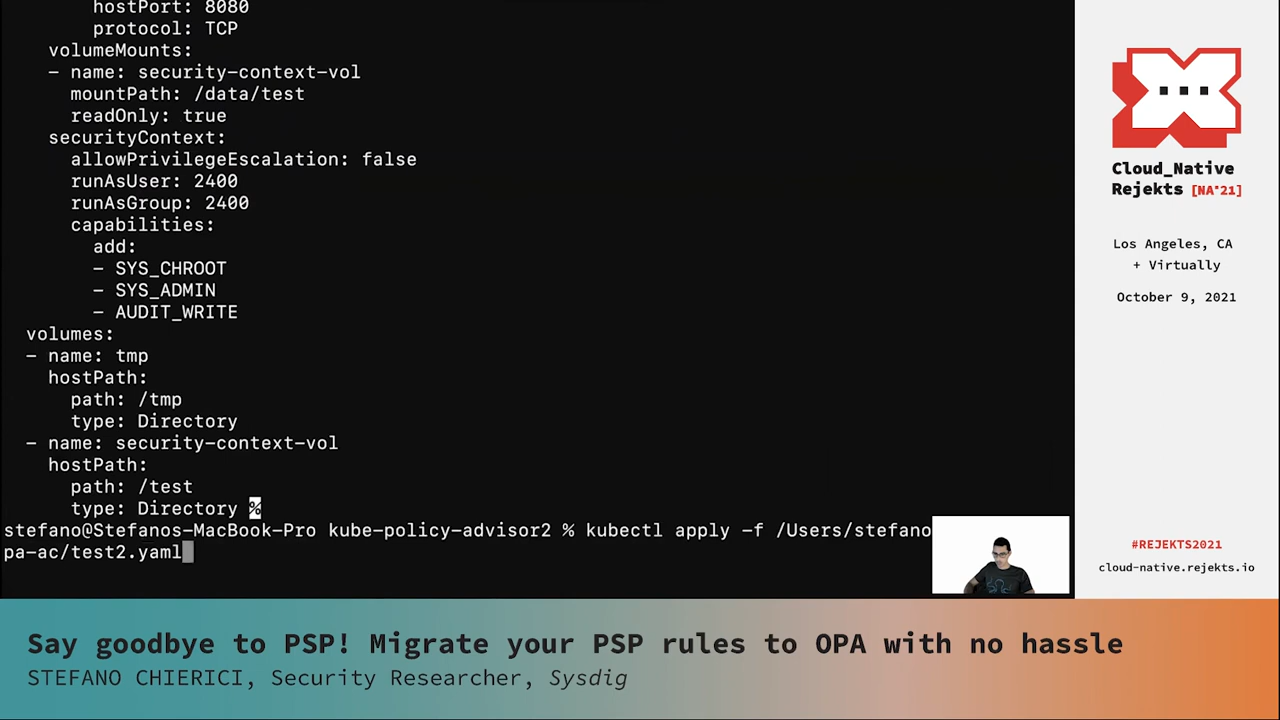 hostPort: 8080
protocol: TCP
volumeMounts:
- name: security-context-vol
mountPath: /data/test
readOnly: true
securityContext:
allowPrivilegeEscalation: false
runAsUser: 2400
runAsGroup: 2400
capabilities:
add:
- SYS_CHROOT
- SYS_ADMIN
- AUDIT_WRITE
volumes:
- name: tmp
hostPath:
path: /tmp
type: Directory
- name: security-context-vol
hostPath:
path: /test
type: Directory %
stefano@Stefanos-MacBook-Pro kube-policy-advisor2 % kubectl apply -f /Users/stefano
pa-ac/test2.yaml
Cloud_Native
Rejekts [NA'21]
Los Angeles, CA
+ Virtually
October 9, 2021
#REJEKTS2021
cloud-native.rejekts.io
Say goodbye to PSP! Migrate your PSP rules to OPA with no hassle
STEFANO CHIERICI, Security Researcher, Sysdig